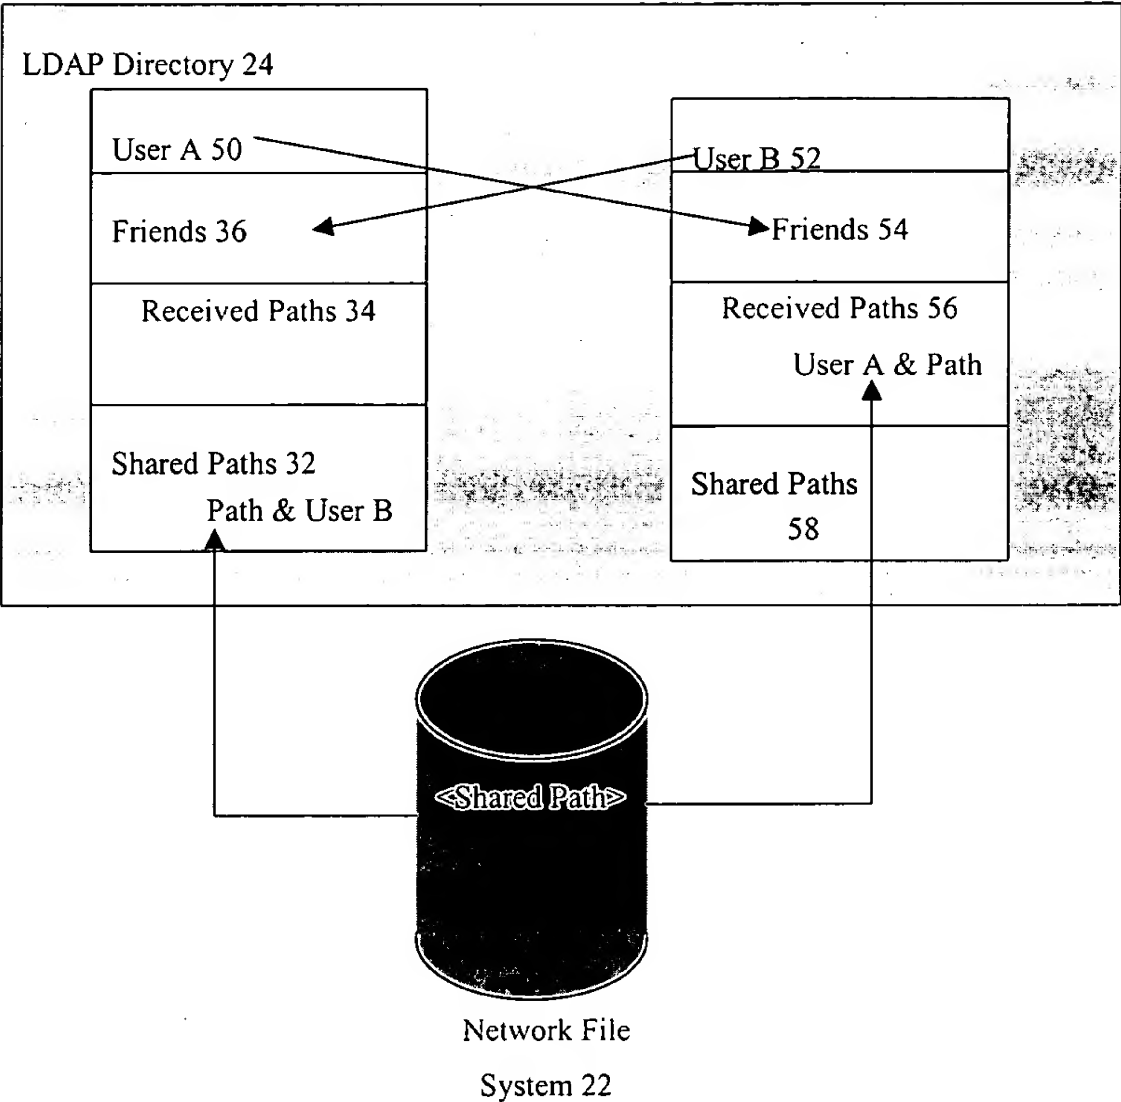 LDAP Directory 24
User A 50
Friends 36
Received Paths 34
Shared Paths 32
Path & User B
User B 52
Friends 54
Received Paths 56
User A & Path
Shared Paths
58
<Shared Path>
Network File
System 22